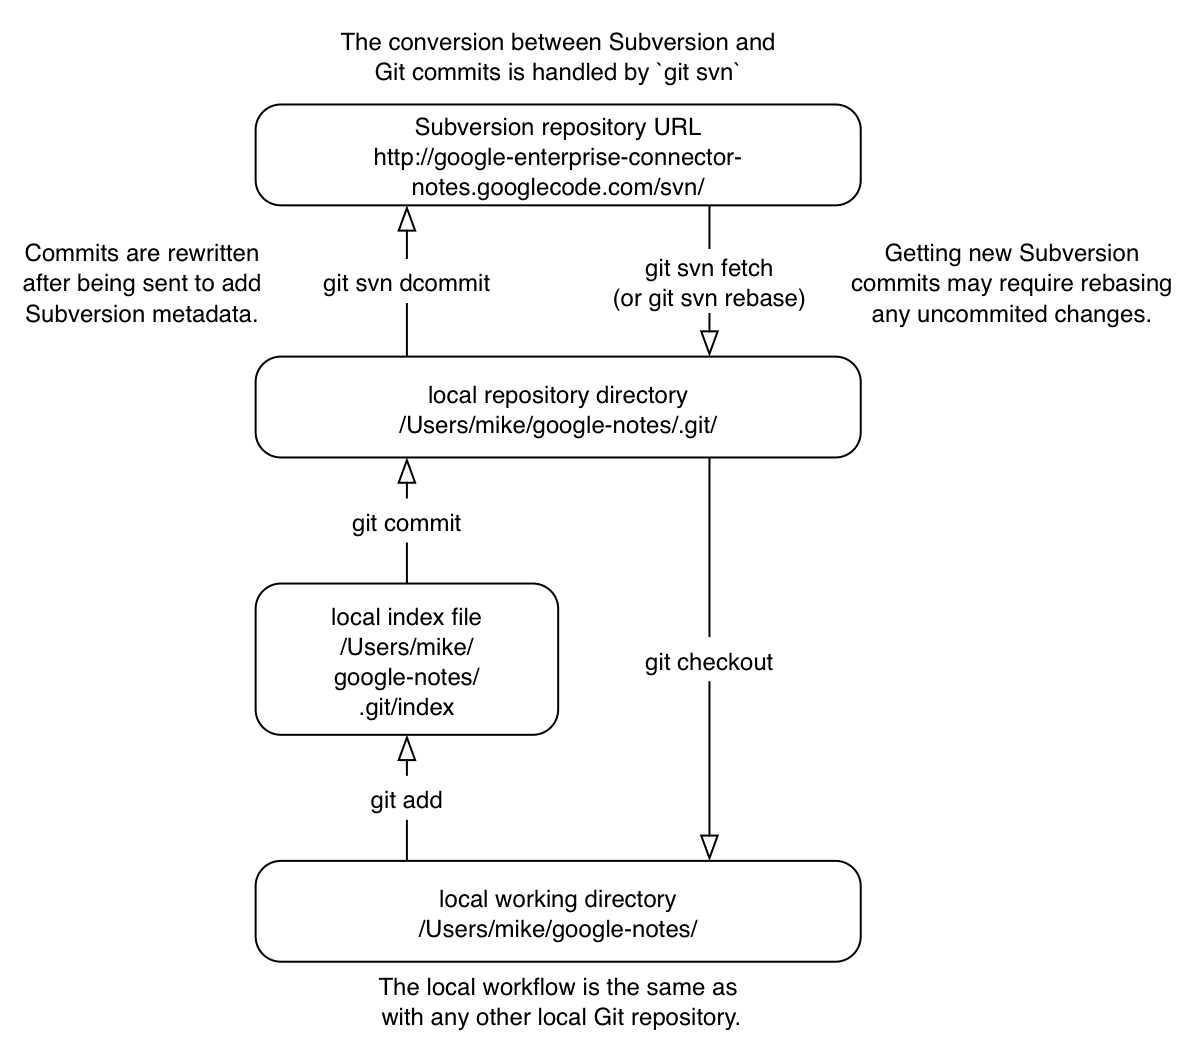 The conversion between Subversion and
Git commits is handled by `git svn`
Subversion repository URL
http://google-enterprise-connector-
notes.googlecode.com/svn/
Commits are rewritten
after being sent to add
Subversion metadata.
git svn dcommit
git svn fetch
(or git svn rebase)
Getting new Subversion
commits may require rebasing
any uncommited changes.
local repository directory
/Users/mike/google-notes/.git/
git commit
local index file
/Users/mike/
google-notes/
.git/index
git checkout
git add
local working directory
/Users/mike/google-notes/
The local workflow is the same as
with any other local Git repository.